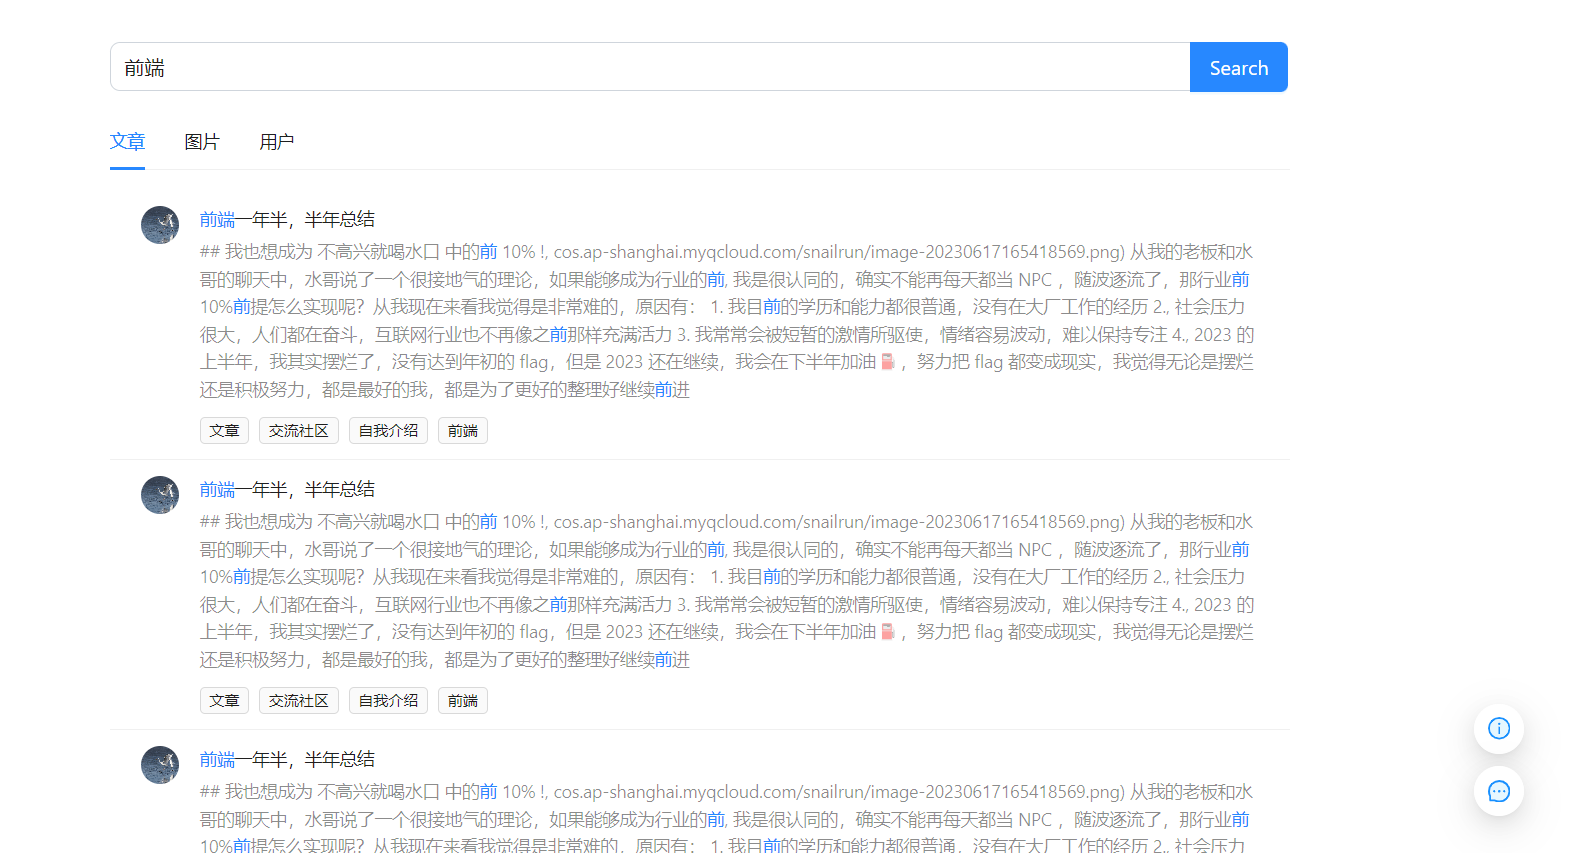 前端
Search
文章 图片 用户
前端一年半，半年总结
## 我也想成为 不高兴就喝水口 中的前 10% !, cos.ap-shanghai.myqcloud.com/snailrun/image-20230617165418569.png) 从我的老板和水
哥的聊天中，水哥说了一个很接地气的理论，如果能够成为行业的前, 我是很认同的，确实不能再每天都当 NPC ，随波逐流了，那行业前
10%前提怎么实现呢？从我现在来看我觉得是非常难的，原因有： 1. 我目前的学历和能力都很普通，没有在大厂工作的经历 2., 社会压力
很大，人们都在奋斗，互联网行业也不再像之前那样充满活力 3. 我常常会被短暂的激情所驱使，情绪容易波动，难以保持专注 4., 2023 的
上半年，我其实摆烂了，没有达到年初的 flag，但是 2023 还在继续，我会在下半年加油⛽️，努力把 flag 都变成现实，我觉得无论是摆烂
还是积极努力，都是最好的我，都是为了更好的整理好继续前进
文章 交流社区 自我介绍 前端
前端一年半，半年总结
## 我也想成为 不高兴就喝水口 中的前 10% !, cos.ap-shanghai.myqcloud.com/snailrun/image-20230617165418569.png) 从我的老板和水
哥的聊天中，水哥说了一个很接地气的理论，如果能够成为行业的前, 我是很认同的，确实不能再每天都当 NPC ，随波逐流了，那行业前
10%前提怎么实现呢？从我现在来看我觉得是非常难的，原因有： 1. 我目前的学历和能力都很普通，没有在大厂工作的经历 2., 社会压力
很大，人们都在奋斗，互联网行业也不再像之前那样充满活力 3. 我常常会被短暂的激情所驱使，情绪容易波动，难以保持专注 4., 2023 的
上半年，我其实摆烂了，没有达到年初的 flag，但是 2023 还在继续，我会在下半年加油⛽️，努力把 flag 都变成现实，我觉得无论是摆烂
还是积极努力，都是最好的我，都是为了更好的整理好继续前进
文章 交流社区 自我介绍 前端
前端一年半，半年总结
## 我也想成为 不高兴就喝水口 中的前 10% !, cos.ap-shanghai.myqcloud.com/snailrun/image-20230617165418569.png) 从我的老板和水
哥的聊天中，水哥说了一个很接地气的理论，如果能够成为行业的前, 我是很认同的，确实不能再每天都当 NPC ，随波逐流了，那行业前
10%前提怎么实现呢？从我现在来看我觉得是非常难的，原因有： 1. 我目前的学历和能力都很普通，没有在大厂工作的经历 2., 社会压力